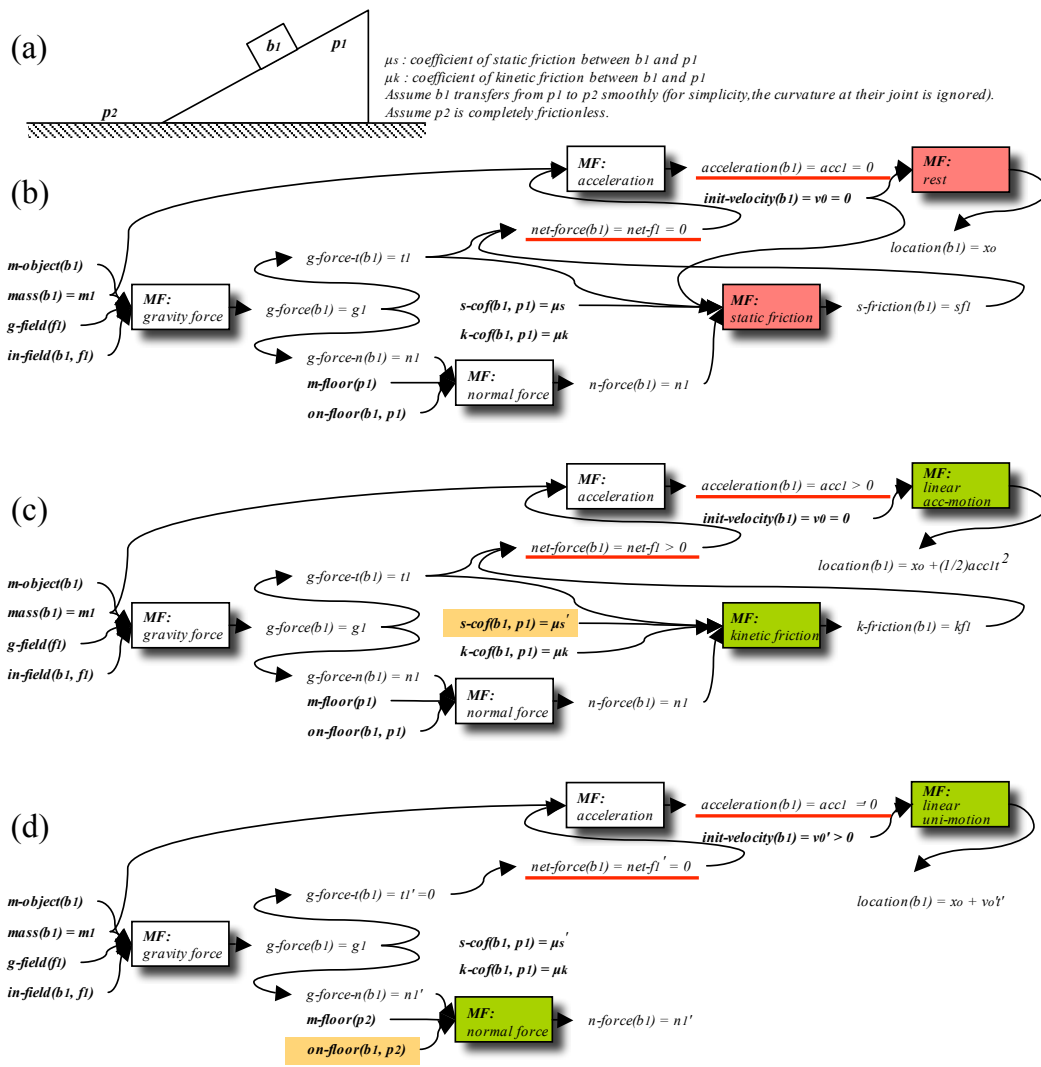 (a)
b1
p1
p2
μs : coefficient of static friction between b1 and p1
μk : coefficient of kinetic friction between b1 and p1
Assume b1 transfers from p1 to p2 smoothly (for simplicity,the curvature at their joint is ignored).
Assume p2 is completely frictionless.
(b)
MF:
acceleration
acceleration(b1) = acc1 = 0
init-velocity(b1) = v0 = 0
MF:
rest
location(b1) = xo
net-force(b1) = net-f1 = 0
g-force-t(b1) = t1
m-object(b1)
mass(b1) = m1
g-field(f1)
in-field(b1, f1)
MF:
gravity force
g-force(b1) = g1
s-cof(b1, p1) = μs
k-cof(b1, p1) = μk
MF:
static friction
s-friction(b1) = sf1
g-force-n(b1) = n1
m-floor(p1)
on-floor(b1, p1)
MF:
normal force
n-force(b1) = n1
(c)
MF:
acceleration
acceleration(b1) = acc1 > 0
init-velocity(b1) = v0 = 0
MF:
linear
acc-motion
location(b1) = xo +(1/2)acc1t²
net-force(b1) = net-f1 > 0
g-force-t(b1) = t1
m-object(b1)
mass(b1) = m1
g-field(f1)
in-field(b1, f1)
MF:
gravity force
g-force(b1) = g1
s-cof(b1, p1) = μs'
k-cof(b1, p1) = μk
MF:
kinetic friction
k-friction(b1) = kf1
g-force-n(b1) = n1
m-floor(p1)
on-floor(b1, p1)
MF:
normal force
n-force(b1) = n1
(d)
MF:
acceleration
acceleration(b1) = acc1 =' 0
init-velocity(b1) = v0' > 0
MF:
linear
uni-motion
location(b1) = xo + vo't'
net-force(b1) = net-f1' = 0
g-force-t(b1) = t1' =0
m-object(b1)
mass(b1) = m1
g-field(f1)
in-field(b1, f1)
MF:
gravity force
g-force(b1) = g1
s-cof(b1, p1) = μs'
k-cof(b1, p1) = μk
g-force-n(b1) = n1'
m-floor(p2)
on-floor(b1, p2)
MF:
normal force
n-force(b1) = n1'